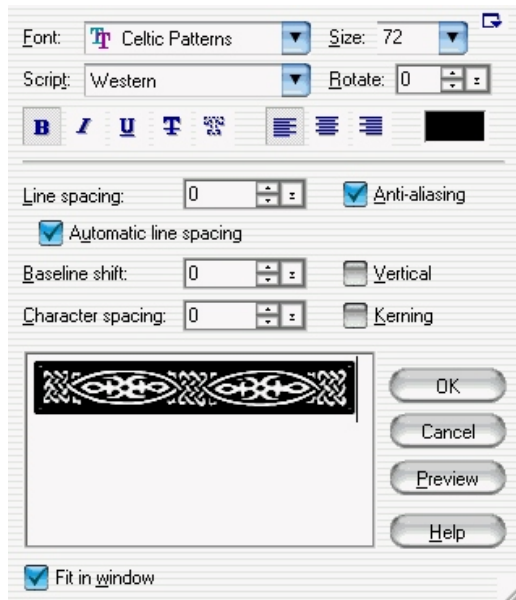 Font: Celtic Patterns Size: 72
Script: Western Rotate: 0
B I U T T
Line spacing: 0 Anti-aliasing
Automatic line spacing
Baseline shift: 0 Vertical
Character spacing: 0 Kerning
OK
Cancel
Preview
Help
Fit in window